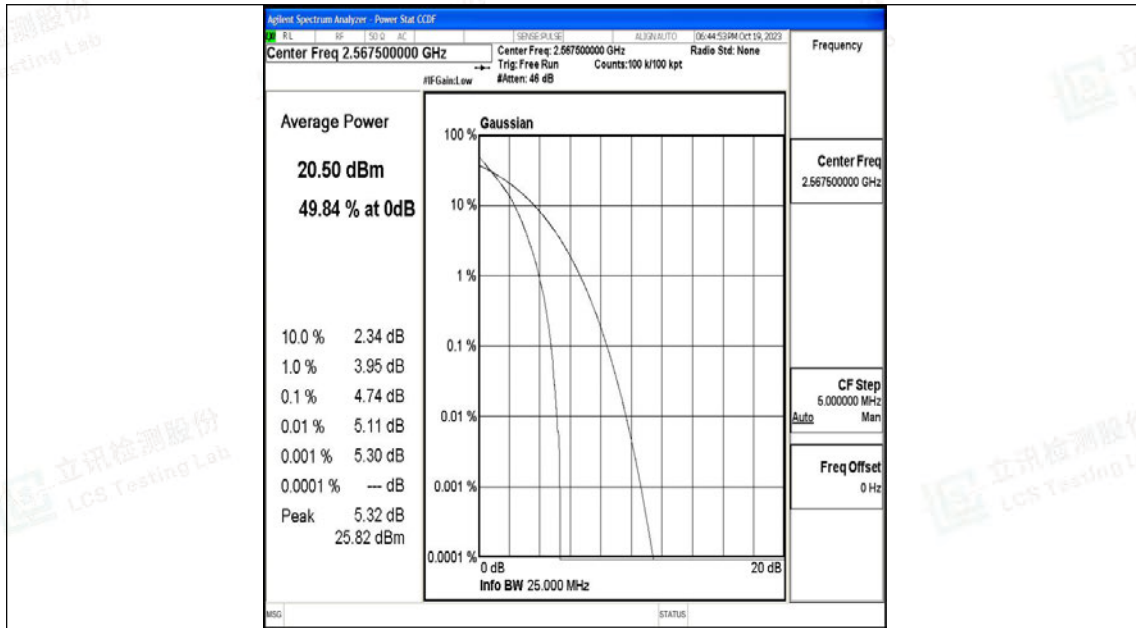 Agilent Spectrum Analyzer - Power Stat CCDF
RL RF 50 Ω AC SENSE:PULSE ALIGNAUTO 06:44:53 PM Oct 19, 2023
Center Freq 2.567500000 GHz
Center Freq: 2.567500000 GHz Radio Std: None
Trig: Free Run Counts:100 k/100 kpt
#IFGain:Low #Atten: 46 dB
Frequency
Average Power
20.50 dBm
49.84 % at 0dB
10.0 % 2.34 dB
1.0 % 3.95 dB
0.1 % 4.74 dB
0.01 % 5.11 dB
0.001 % 5.30 dB
0.0001 % --- dB
Peak 5.32 dB
25.82 dBm
Gaussian
100 %
10 %
1 %
0.1 %
0.01 %
0.001 %
0.0001 %
0 dB 20 dB
Info BW 25.000 MHz
Center Freq
2.567500000 GHz
CF Step
5.000000 MHz
Auto Man
Freq Offset
0 Hz
MSG STATUS
立讯检测股份
LCS Testing Lab
立讯检测股份